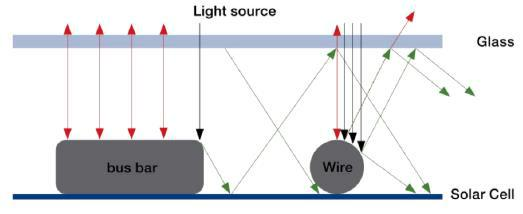 Light source
Glass
bus bar
Wire
Solar Cell